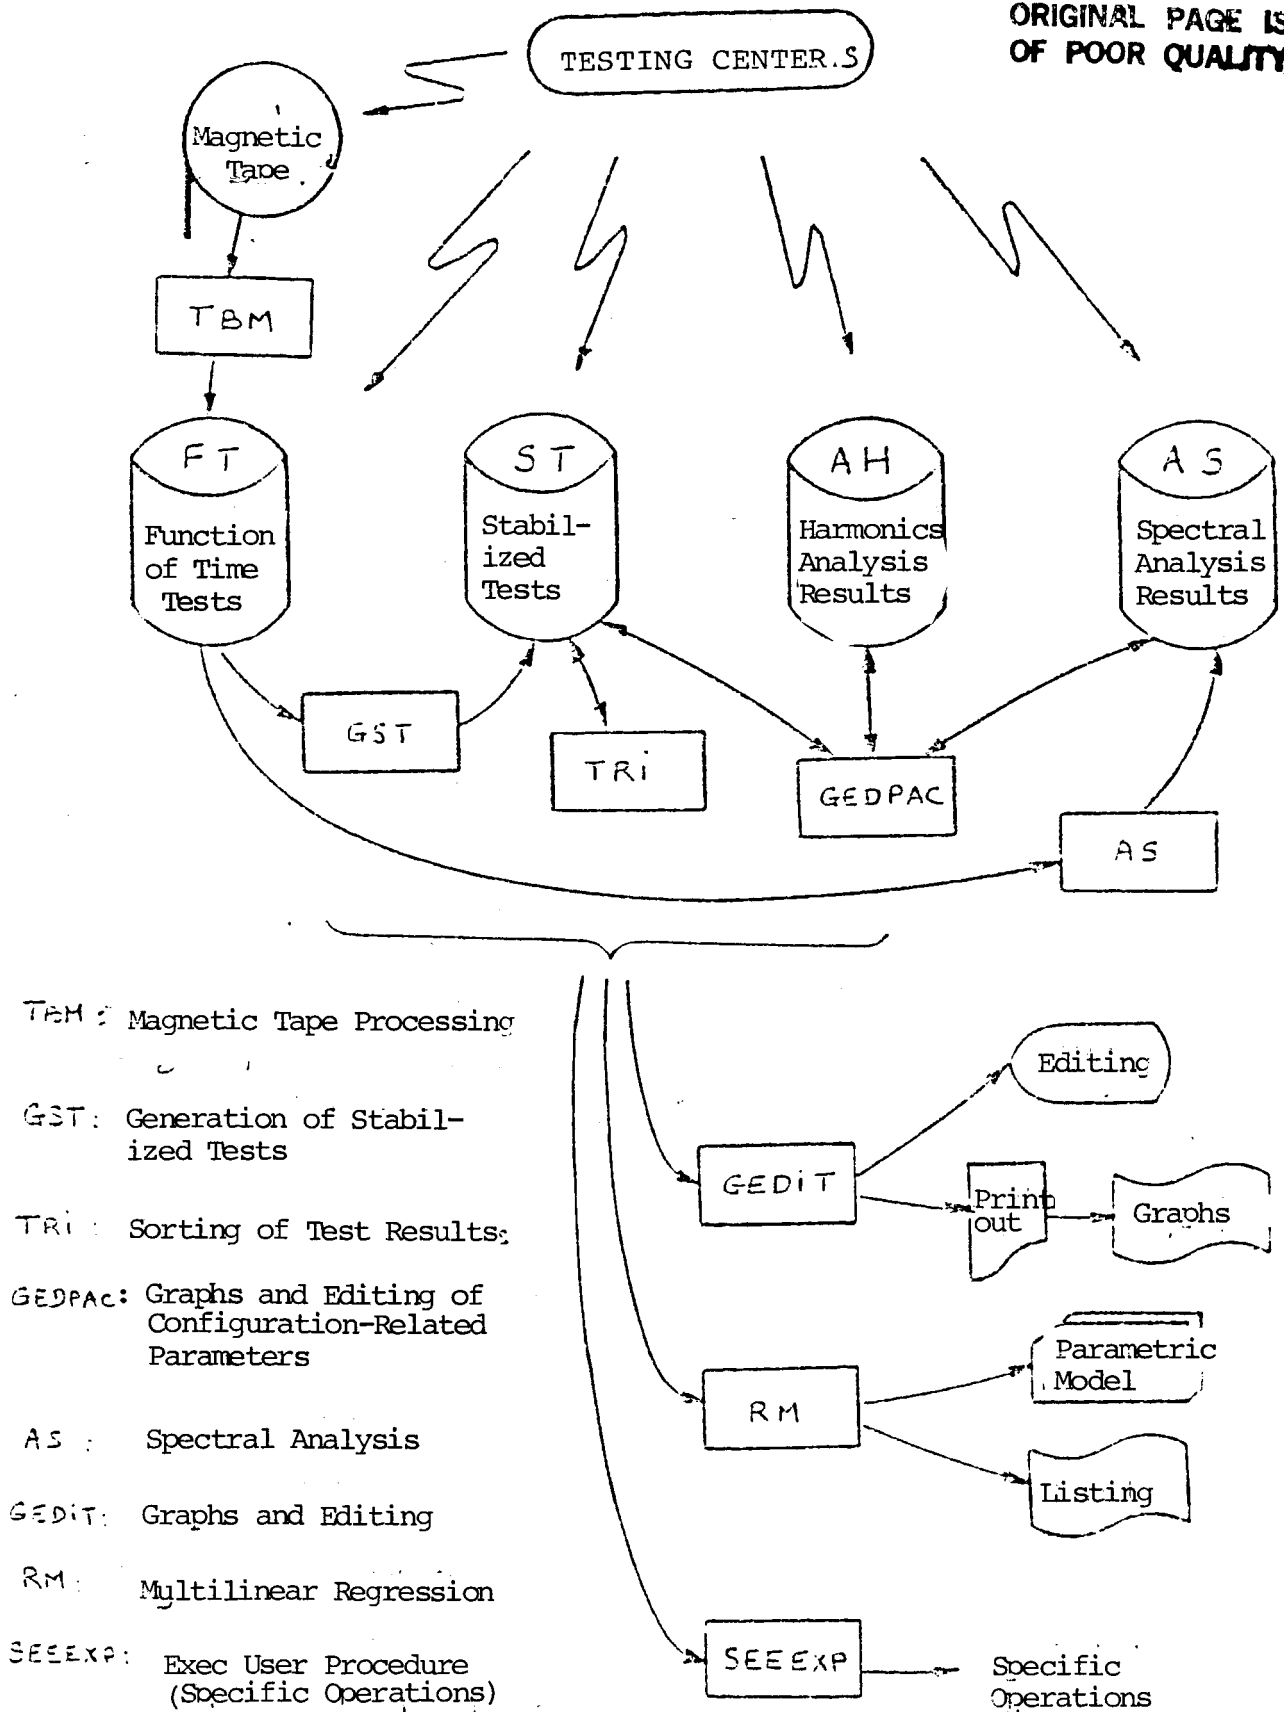 ORIGINAL PAGE IS
OF POOR QUALITY
TESTING CENTER.S
Magnetic
Tape
TBM
FT
Function
of Time
Tests
ST
Stabil-
ized
Tests
AH
Harmonics
Analysis
Results
AS
Spectral
Analysis
Results
GST
TRi
GEDPAC
AS
TBM : Magnetic Tape Processing
GST: Generation of Stabil-
ized Tests
TRi : Sorting of Test Results:
GEDPAC: Graphs and Editing of
Configuration-Related
Parameters
AS : Spectral Analysis
GEDiT: Graphs and Editing
RM : Multilinear Regression
SEEEXP: Exec User Procedure
(Specific Operations)
Editing
GEDiT
Print
out
Graphs
Parametric
Model
RM
Listing
SEEEXP
Specific
Operations